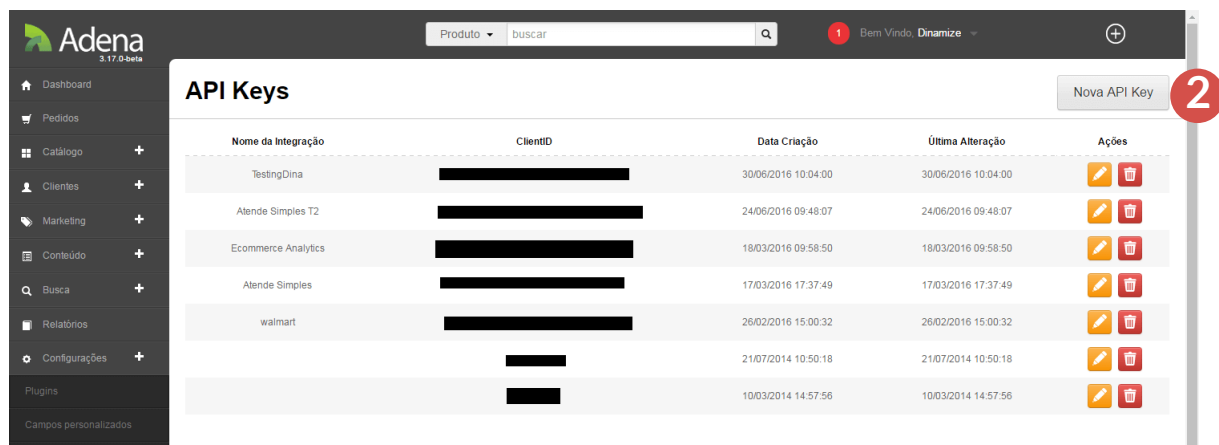 Adena
3.17.0-beta
Produto buscar
1 Bem Vindo, Dinamize
Dashboard
Pedidos
Catálogo
Clientes
Marketing
Conteúdo
Busca
Relatórios
Configurações
Plugins
Campos personalizados
API Keys
Nova API Key
2
Nome da Integração ClientID Data Criação Última Alteração Ações
TestingDina 30/06/2016 10:04:00 30/06/2016 10:04:00
Atende Simples T2 24/06/2016 09:48:07 24/06/2016 09:48:07
Ecommerce Analytics 18/03/2016 09:58:50 18/03/2016 09:58:50
Atende Simples 17/03/2016 17:37:49 17/03/2016 17:37:49
walmart 26/02/2016 15:00:32 26/02/2016 15:00:32
21/07/2014 10:50:18 21/07/2014 10:50:18
10/03/2014 14:57:56 10/03/2014 14:57:56